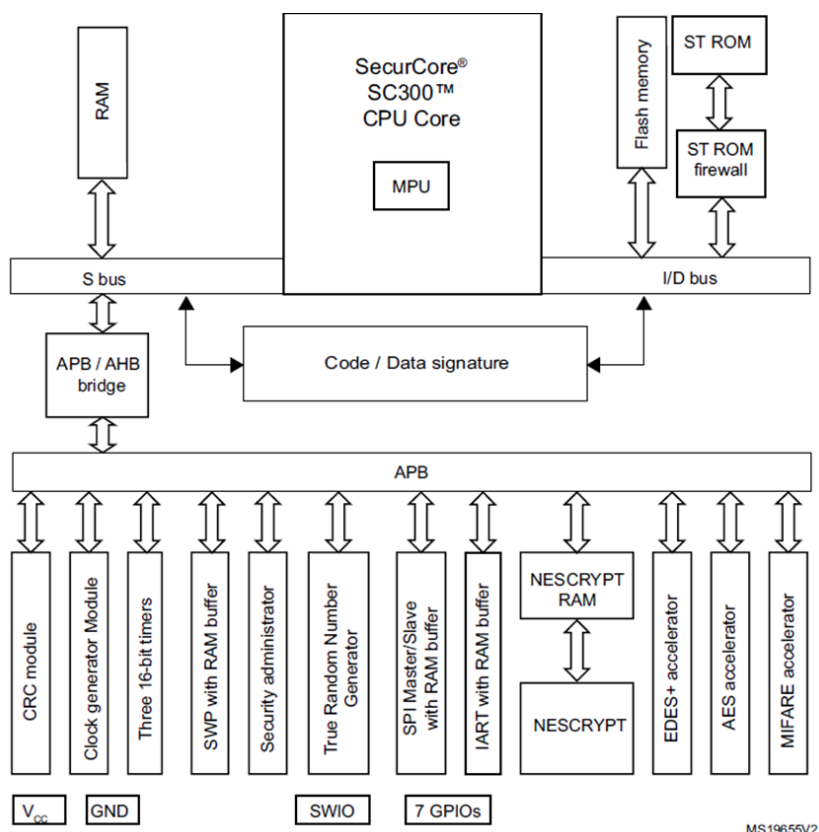 RAM
SecurCore®
SC300™
CPU Core
MPU
Flash memory
ST ROM
ST ROM
firewall
S bus
I/D bus
APB / AHB
bridge
Code / Data signature
APB
CRC module
Clock generator Module
Three 16-bit timers
SWP with RAM buffer
Security administrator
True Random Number
Generator
SPI Master/Slave
with RAM buffer
IART with RAM buffer
NESCRYPT
RAM
NESCRYPT
EDES+ accelerator
AES accelerator
MIFARE accelerator
VCC
GND
SWIO
7 GPIOs
MS19655V2